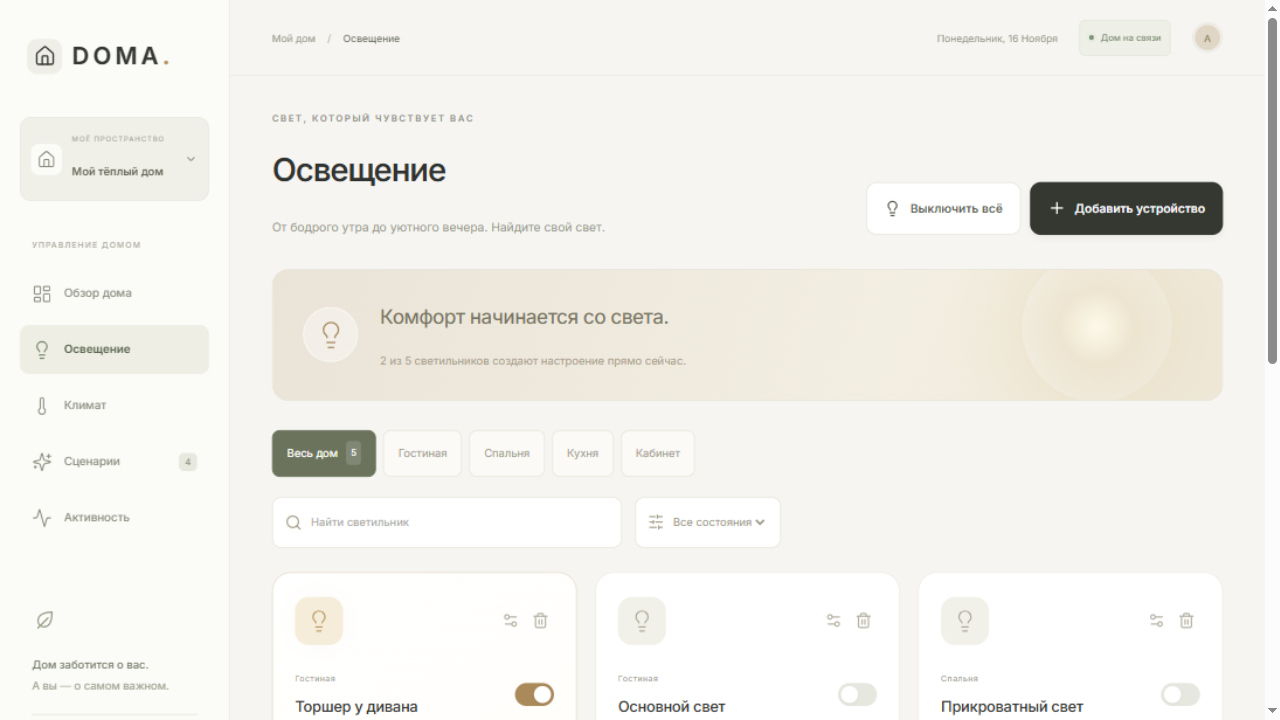 DOMA.
МОЁ ПРОСТРАНСТВО
Мой тёплый дом
УПРАВЛЕНИЕ ДОМОМ
Обзор дома
Освещение
Климат
Сценарии 4
Активность
Дом заботится о вас.
А вы — о самом важном.
Мой дом / Освещение
Понедельник, 16 Ноября
Дом на связи
A
СВЕТ, КОТОРЫЙ ЧУВСТВУЕТ ВАС
Освещение
От бодрого утра до уютного вечера. Найдите свой свет.
Выключить всё
Добавить устройство
Комфорт начинается со света.
2 из 5 светильников создают настроение прямо сейчас.
Весь дом 5
Гостиная
Спальня
Кухня
Кабинет
Найти светильник
Все состояния
Гостиная
Торшер у дивана
Гостиная
Основной свет
Спальня
Прикроватный свет